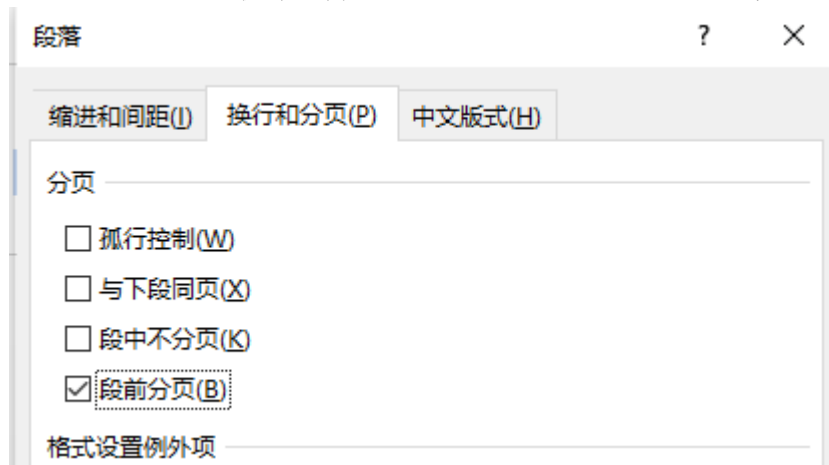 段落 ?
缩进和间距(I) 换行和分页(P) 中文版式(H)
分页
孤行控制(W)
与下段同页(X)
段中不分页(K)
段前分页(B)
格式设置例外项